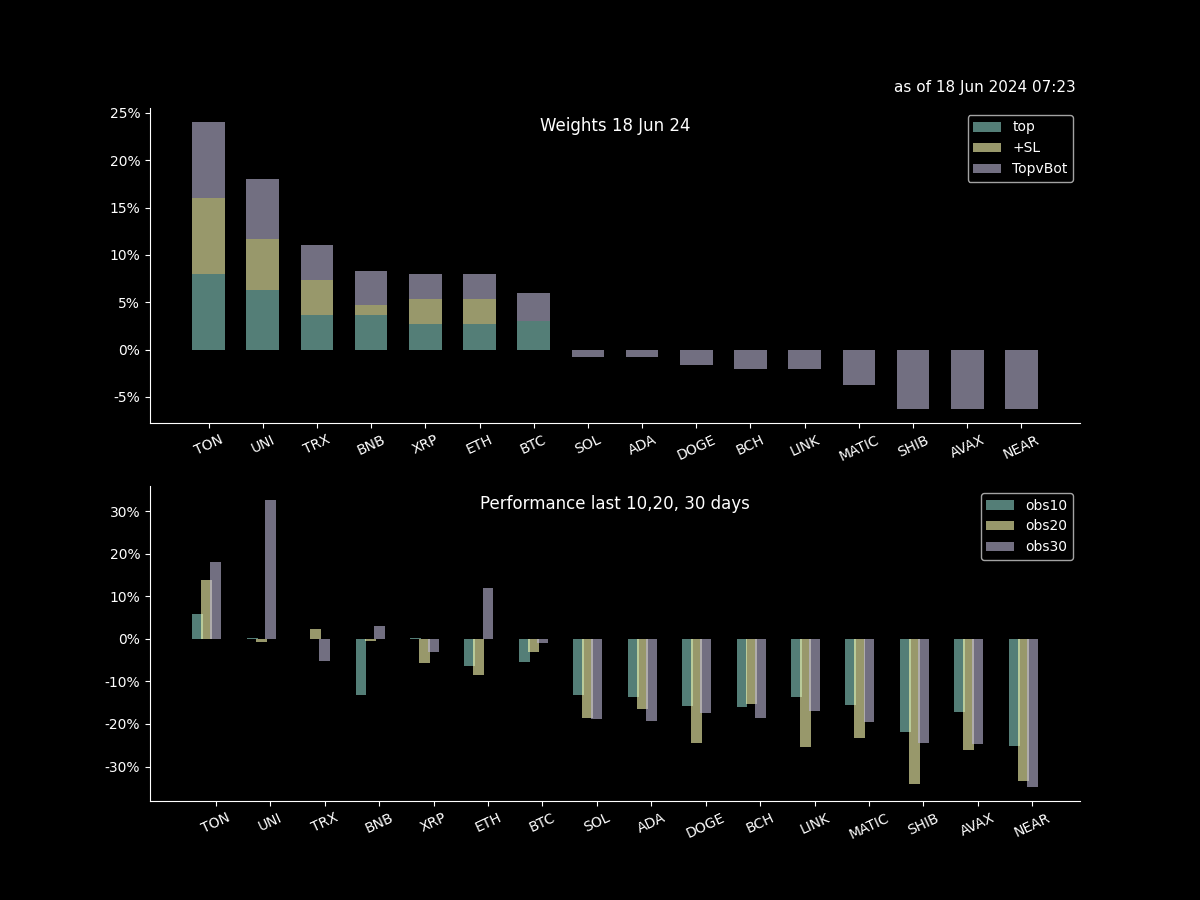 as of 18 Jun 2024 07:23
Weights 18 Jun 24
top
+SL
TopvBot
25%
20%
15%
10%
5%
0%
-5%
TON UNI TRX BNB XRP ETH BTC SOL ADA DOGE BCH LINK MATIC SHIB AVAX NEAR
Performance last 10,20, 30 days
obs10
obs20
obs30
30%
20%
10%
0%
-10%
-20%
-30%
TON UNI TRX BNB XRP ETH BTC SOL ADA DOGE BCH LINK MATIC SHIB AVAX NEAR